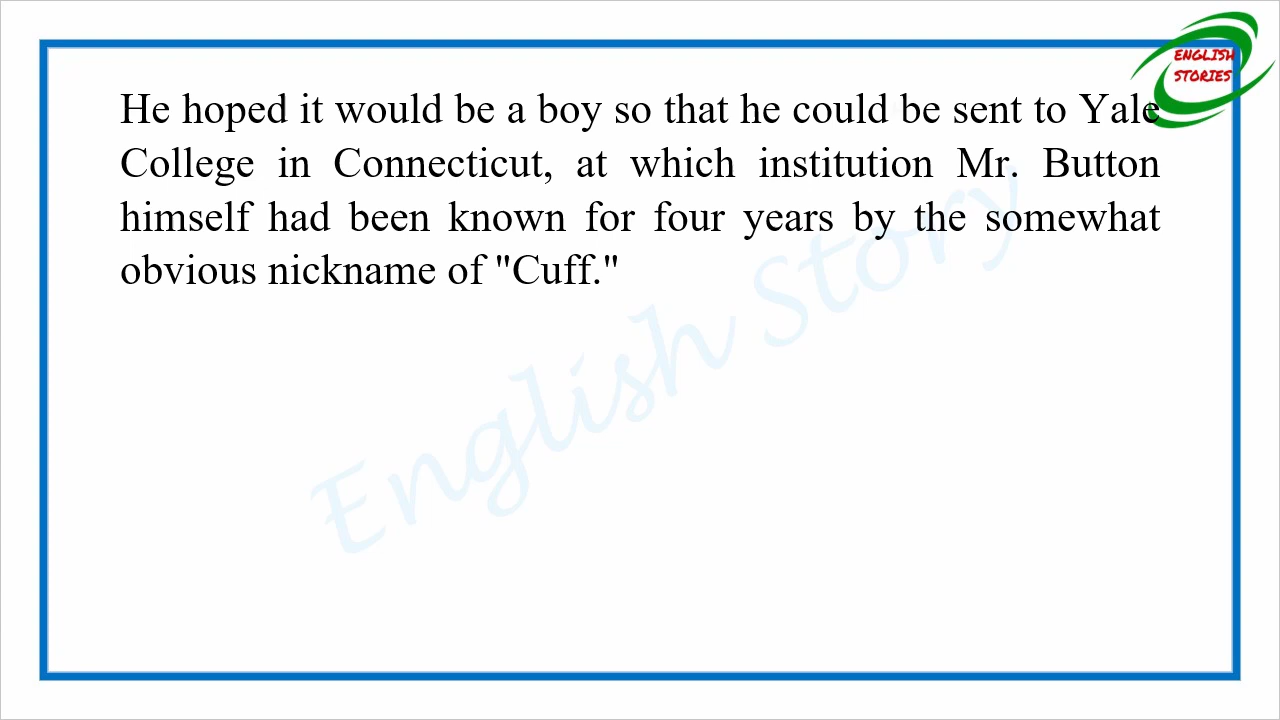 ENGLISH
STORIES
He hoped it would be a boy so that he could be sent to Yale
College in Connecticut, at which institution Mr. Button
himself had been known for four years by the somewhat
obvious nickname of "Cuff."
English Story